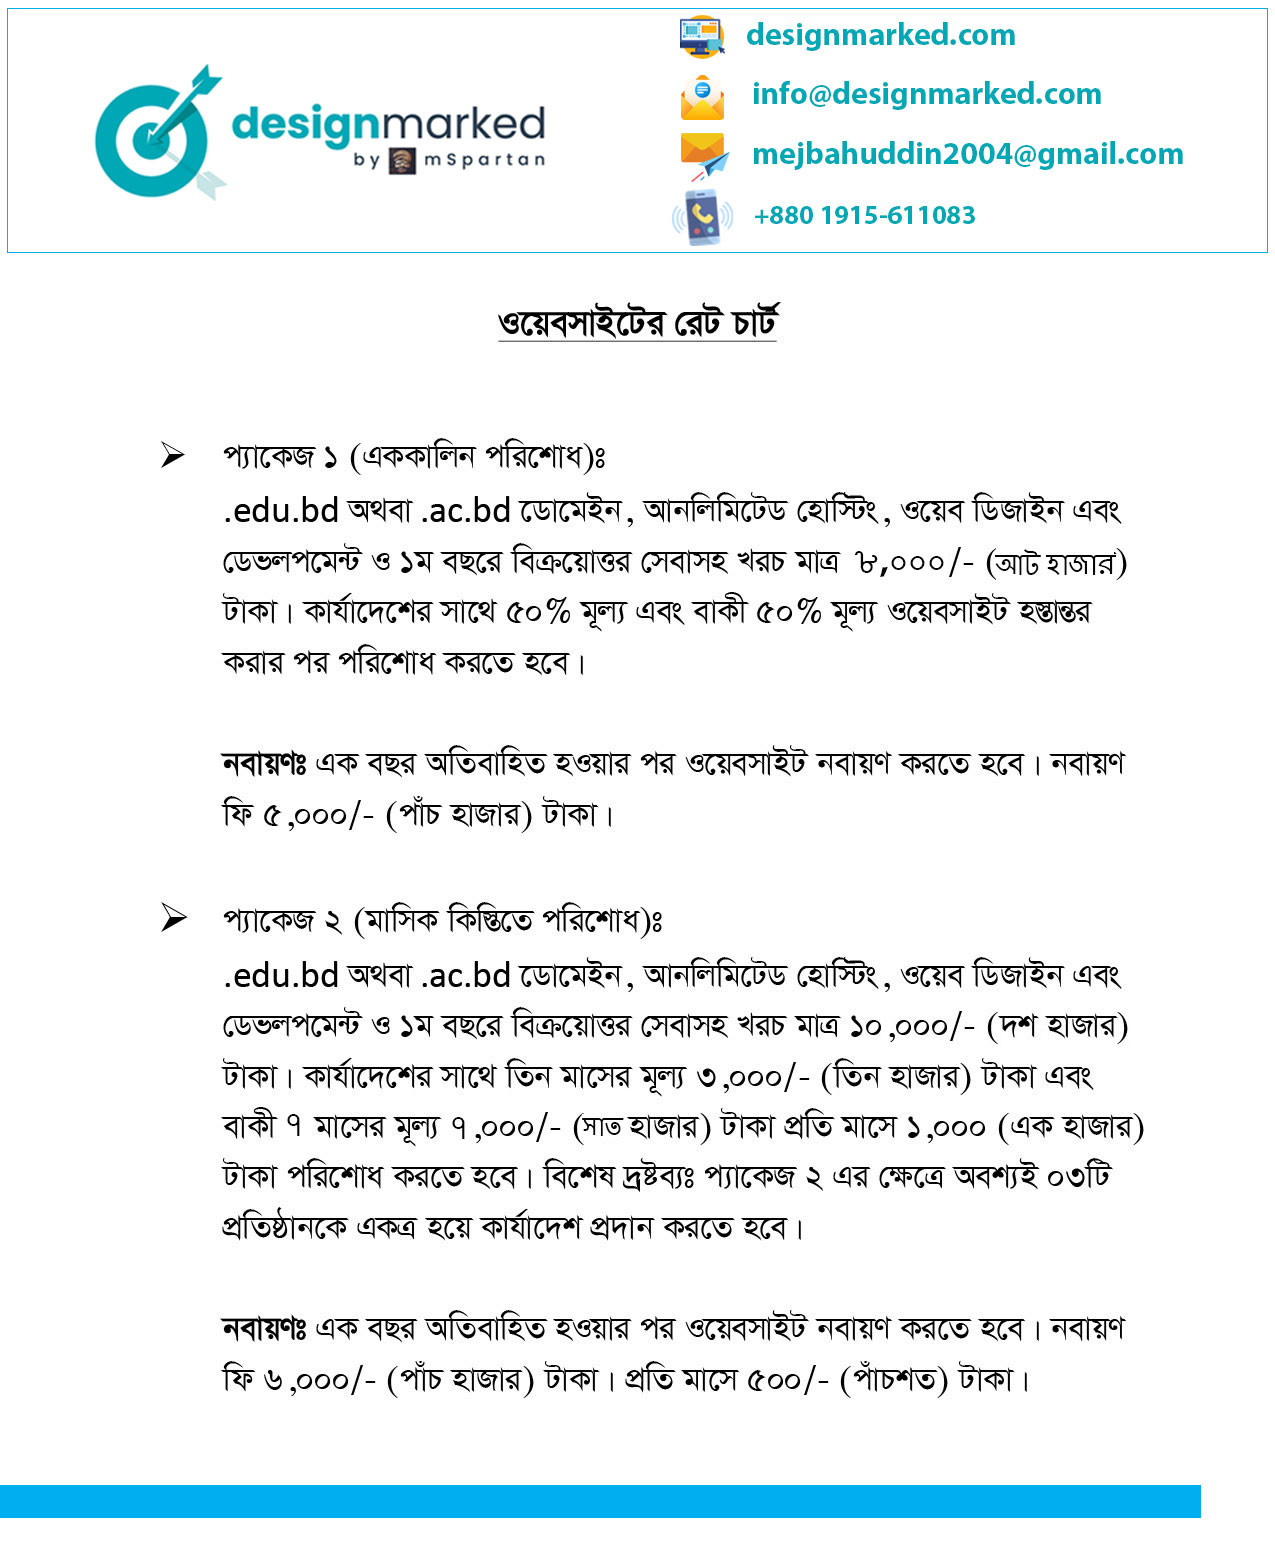 designmarked.com
info@designmarked.com
designmarked
by mSpartan
mejbahuddin2004@gmail.com
+880 1915-611083
ওয়েবসাইটের রেট চার্ট
প্যাকেজ ১ (এককালিন পরিশোধ)ঃ
.edu.bd অথবা .ac.bd ডোমেইন, আনলিমিটেড হোস্টিং, ওয়েব ডিজাইন এবং
ডেভলপমেন্ট ও ১ম বছরে বিক্রয়োত্তর সেবাসহ খরচ মাত্র ৮,০০০/- (আট হাজার)
টাকা। কার্যাদেশের সাথে ৫০% মূল্য এবং বাকী ৫০% মূল্য ওয়েবসাইট হস্তান্তর
করার পর পরিশোধ করতে হবে।
নবায়ণঃ এক বছর অতিবাহিত হওয়ার পর ওয়েবসাইট নবায়ণ করতে হবে। নবায়ণ
ফি ৫,০০০/- (পাঁচ হাজার) টাকা।
প্যাকেজ ২ (মাসিক কিস্তিতে পরিশোধ)ঃ
.edu.bd অথবা .ac.bd ডোমেইন, আনলিমিটেড হোস্টিং, ওয়েব ডিজাইন এবং
ডেভলপমেন্ট ও ১ম বছরে বিক্রয়োত্তর সেবাসহ খরচ মাত্র ১০,০০০/- (দশ হাজার)
টাকা। কার্যাদেশের সাথে তিন মাসের মূল্য ৩,০০০/- (তিন হাজার) টাকা এবং
বাকী ৭ মাসের মূল্য ৭,০০০/- (সাত হাজার) টাকা প্রতি মাসে ১,০০০ (এক হাজার)
টাকা পরিশোধ করতে হবে। বিশেষ দ্রষ্টব্যঃ প্যাকেজ ২ এর ক্ষেত্রে অবশ্যই ০৩টি
প্রতিষ্ঠানকে একত্র হয়ে কার্যাদেশ প্রদান করতে হবে।
নবায়ণঃ এক বছর অতিবাহিত হওয়ার পর ওয়েবসাইট নবায়ণ করতে হবে। নবায়ণ
ফি ৬,০০০/- (পাঁচ হাজার) টাকা। প্রতি মাসে ৫০০/- (পাঁচশত) টাকা।